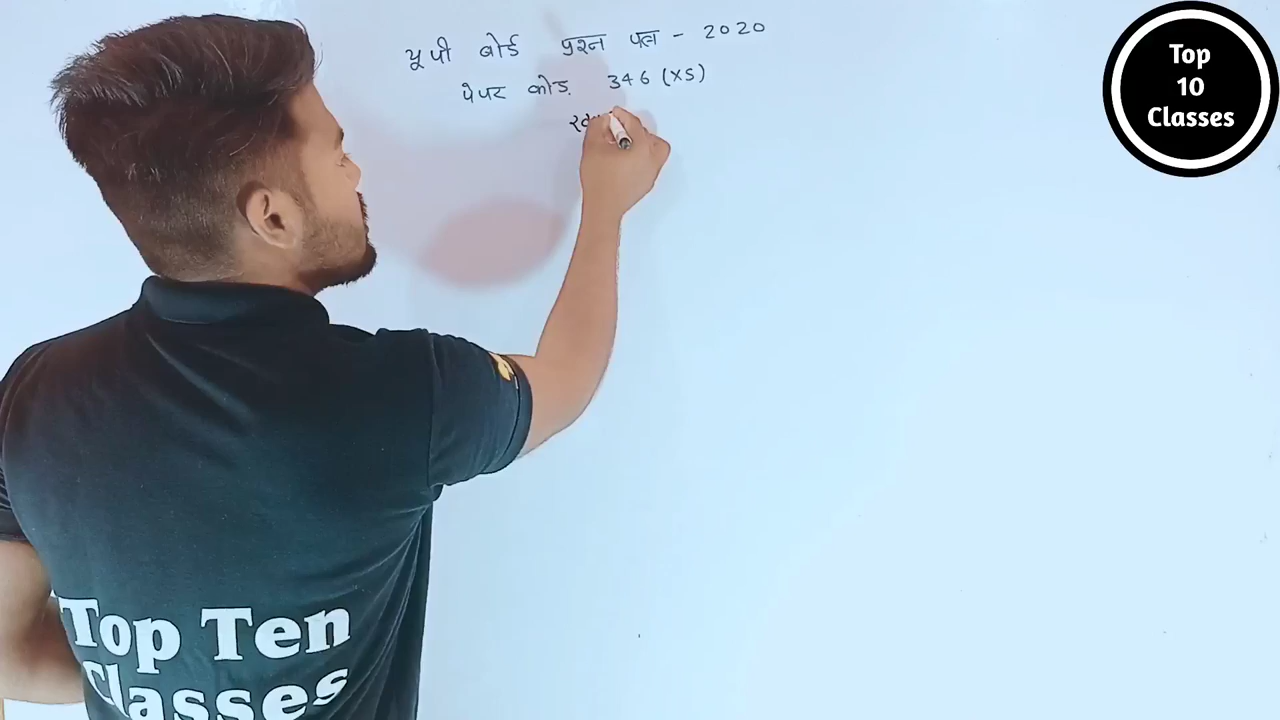 यू पी बोर्ड प्रश्न पत्र - 2020
पेपर कोड. 346 (XS)
Top
10
Classes
Top Ten
Classes